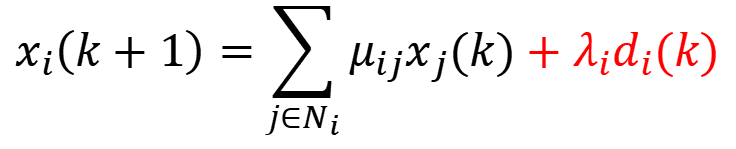 x_i(k + 1) = ∑_{j∈N_i} μ_{ij}x_j(k) + λ_i d_i(k)